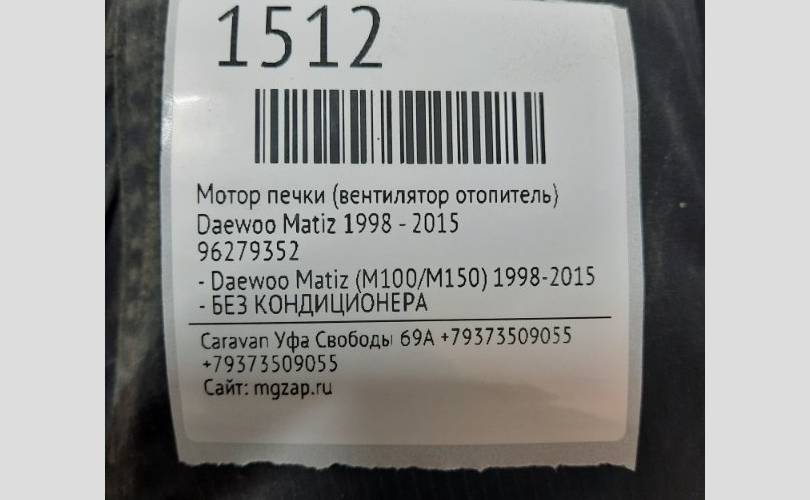 1512
Мотор печки (вентилятор отопитель)
Daewoo Matiz 1998 - 2015
96279352
- Daewoo Matiz (M100/M150) 1998-2015
- БЕЗ КОНДИЦИОНЕРА
Caravan Уфа Свободы 69А +79373509055
+79373509055
Сайт: mgzap.ru